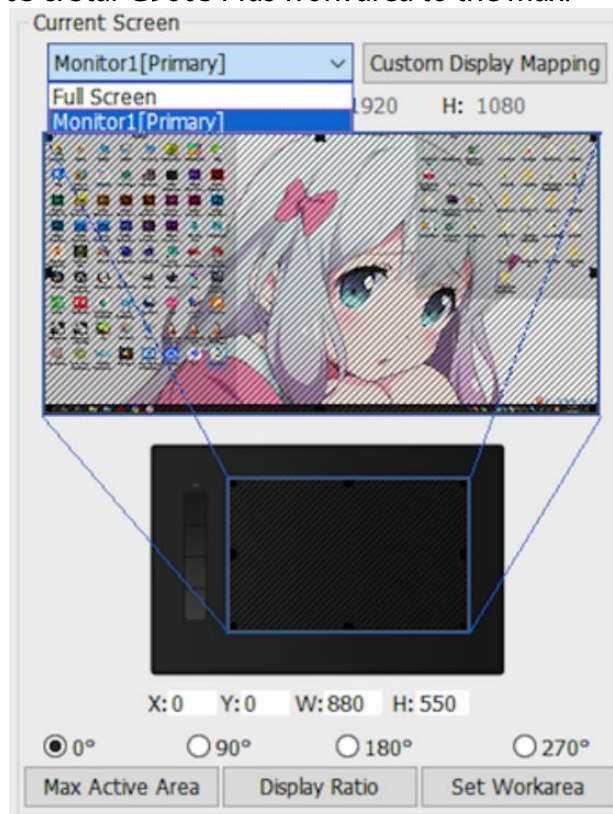 Current Screen
Monitor1[Primary] Custom Display Mapping
Full Screen 1920 H: 1080
Monitor1[Primary]
X: 0 Y: 0 W: 880 H: 550
0° 90° 180° 270°
Max Active Area Display Ratio Set Workarea